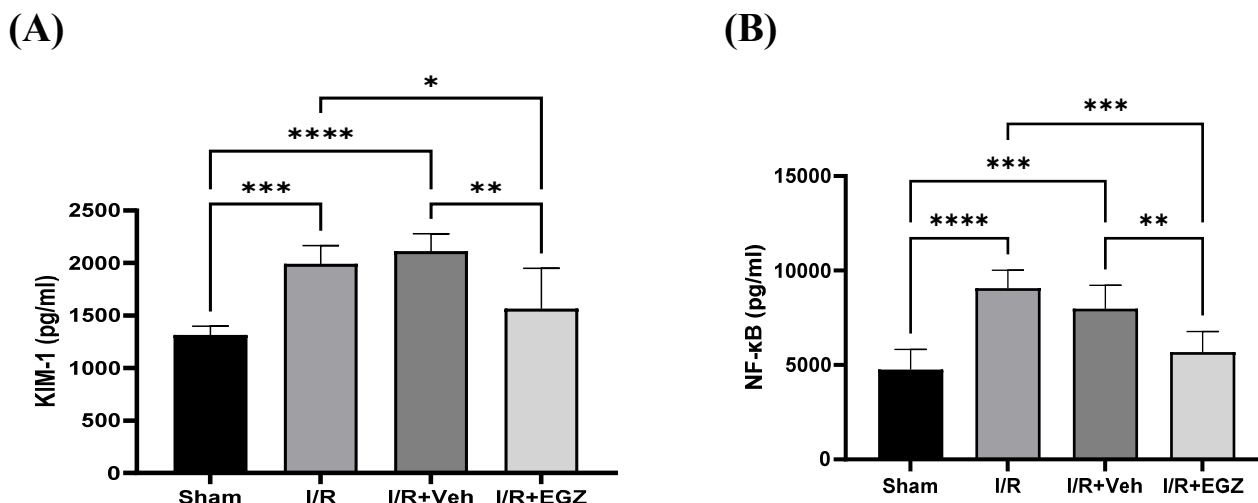 (A)
*
****
*** **
2500
2000
1500
1000
500
0
KIM-1 (pg/ml)
Sham I/R I/R+Veh I/R+EGZ
(B)
***
***
**** **
15000
10000
5000
0
NF-κB (pg/ml)
Sham I/R I/R+Veh I/R+EGZ